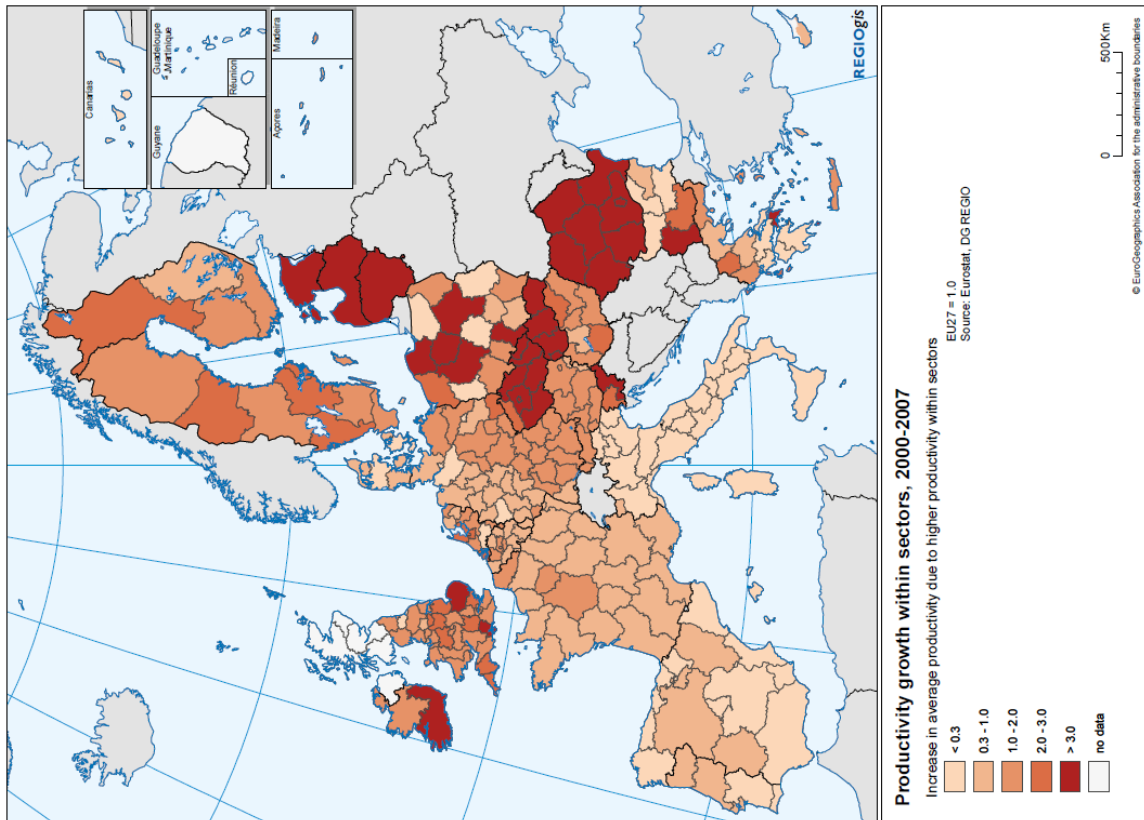 Canarias
Guyane
Guadeloupe
Martinique
Réunion
Açores
Madeira
REGIOgis
Productivity growth within sectors, 2000-2007
Increase in average productivity due to higher productivity within sectors
< 0.3
0.3 - 1.0
1.0 - 2.0
2.0 - 3.0
> 3.0
no data
EU27 = 1.0
Source: Eurostat, DG REGIO
0 500Km
© EuroGeographics Association for the administrative boundaries